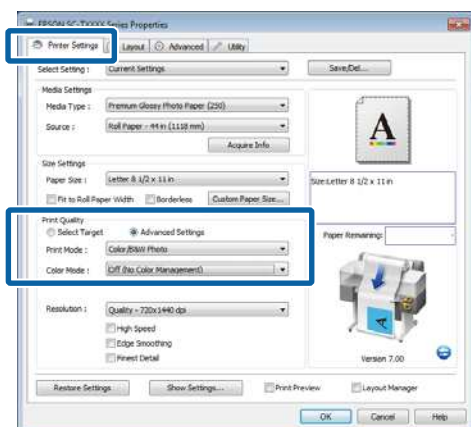 EPSON SC-TXXXX Series Properties
Printer Settings Layout Advanced Utility
Select Setting : Current Settings Save/Del...
Media Settings
Media Type : Premium Glossy Photo Paper (250)
Source : Roll Paper - 44 in (1118 mm)
Acquire Info
A
Size Settings
Paper Size : Letter 8 1/2 x 11 in
Size:Letter 8 1/2 x 11 in
Fit to Roll Paper Width Borderless Custom Paper Size...
Print Quality
Select Target Advanced Settings
Paper Remaining: -
Print Mode : Color/B&W Photo
Color Mode : Off (No Color Management)
Resolution : Quality - 720x1440 dpi
High Speed
Edge Smoothing
Finest Detail
Version 7.00
Restore Settings Show Settings... Print Preview Layout Manager
OK Cancel Help